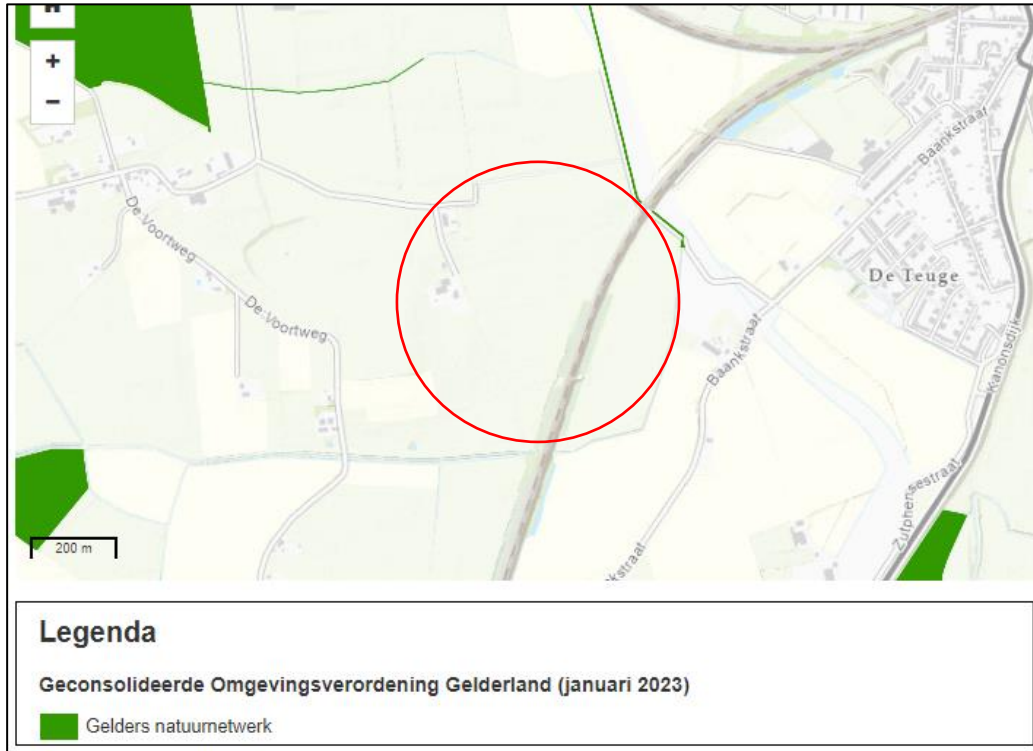 +
−
De Voortweg
De Voortweg
Baankstraat
De Teuge
Kanonsdijk
Baankstraat
Zutphensestraat
kstraat
200 m
Legenda
Geconsolideerde Omgevingsverordening Gelderland (januari 2023)
Gelders natuurnetwerk